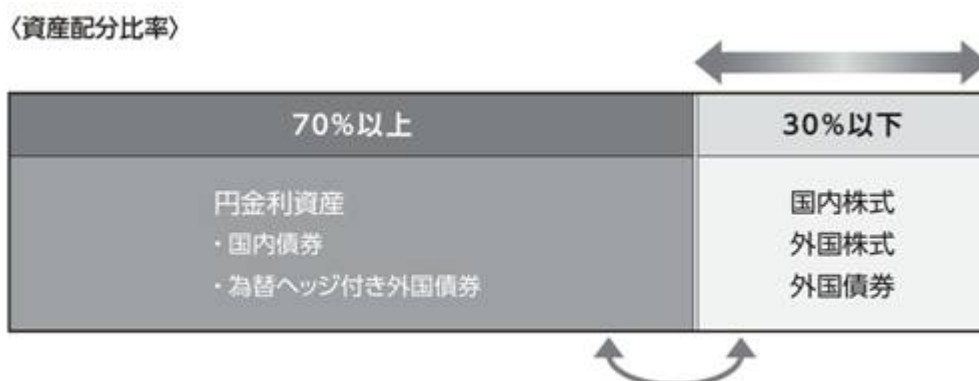 〈資産配分比率〉
70%以上
30%以下
円金利資産
・国内債券
・為替ヘッジ付き外国債券
国内株式
外国株式
外国債券